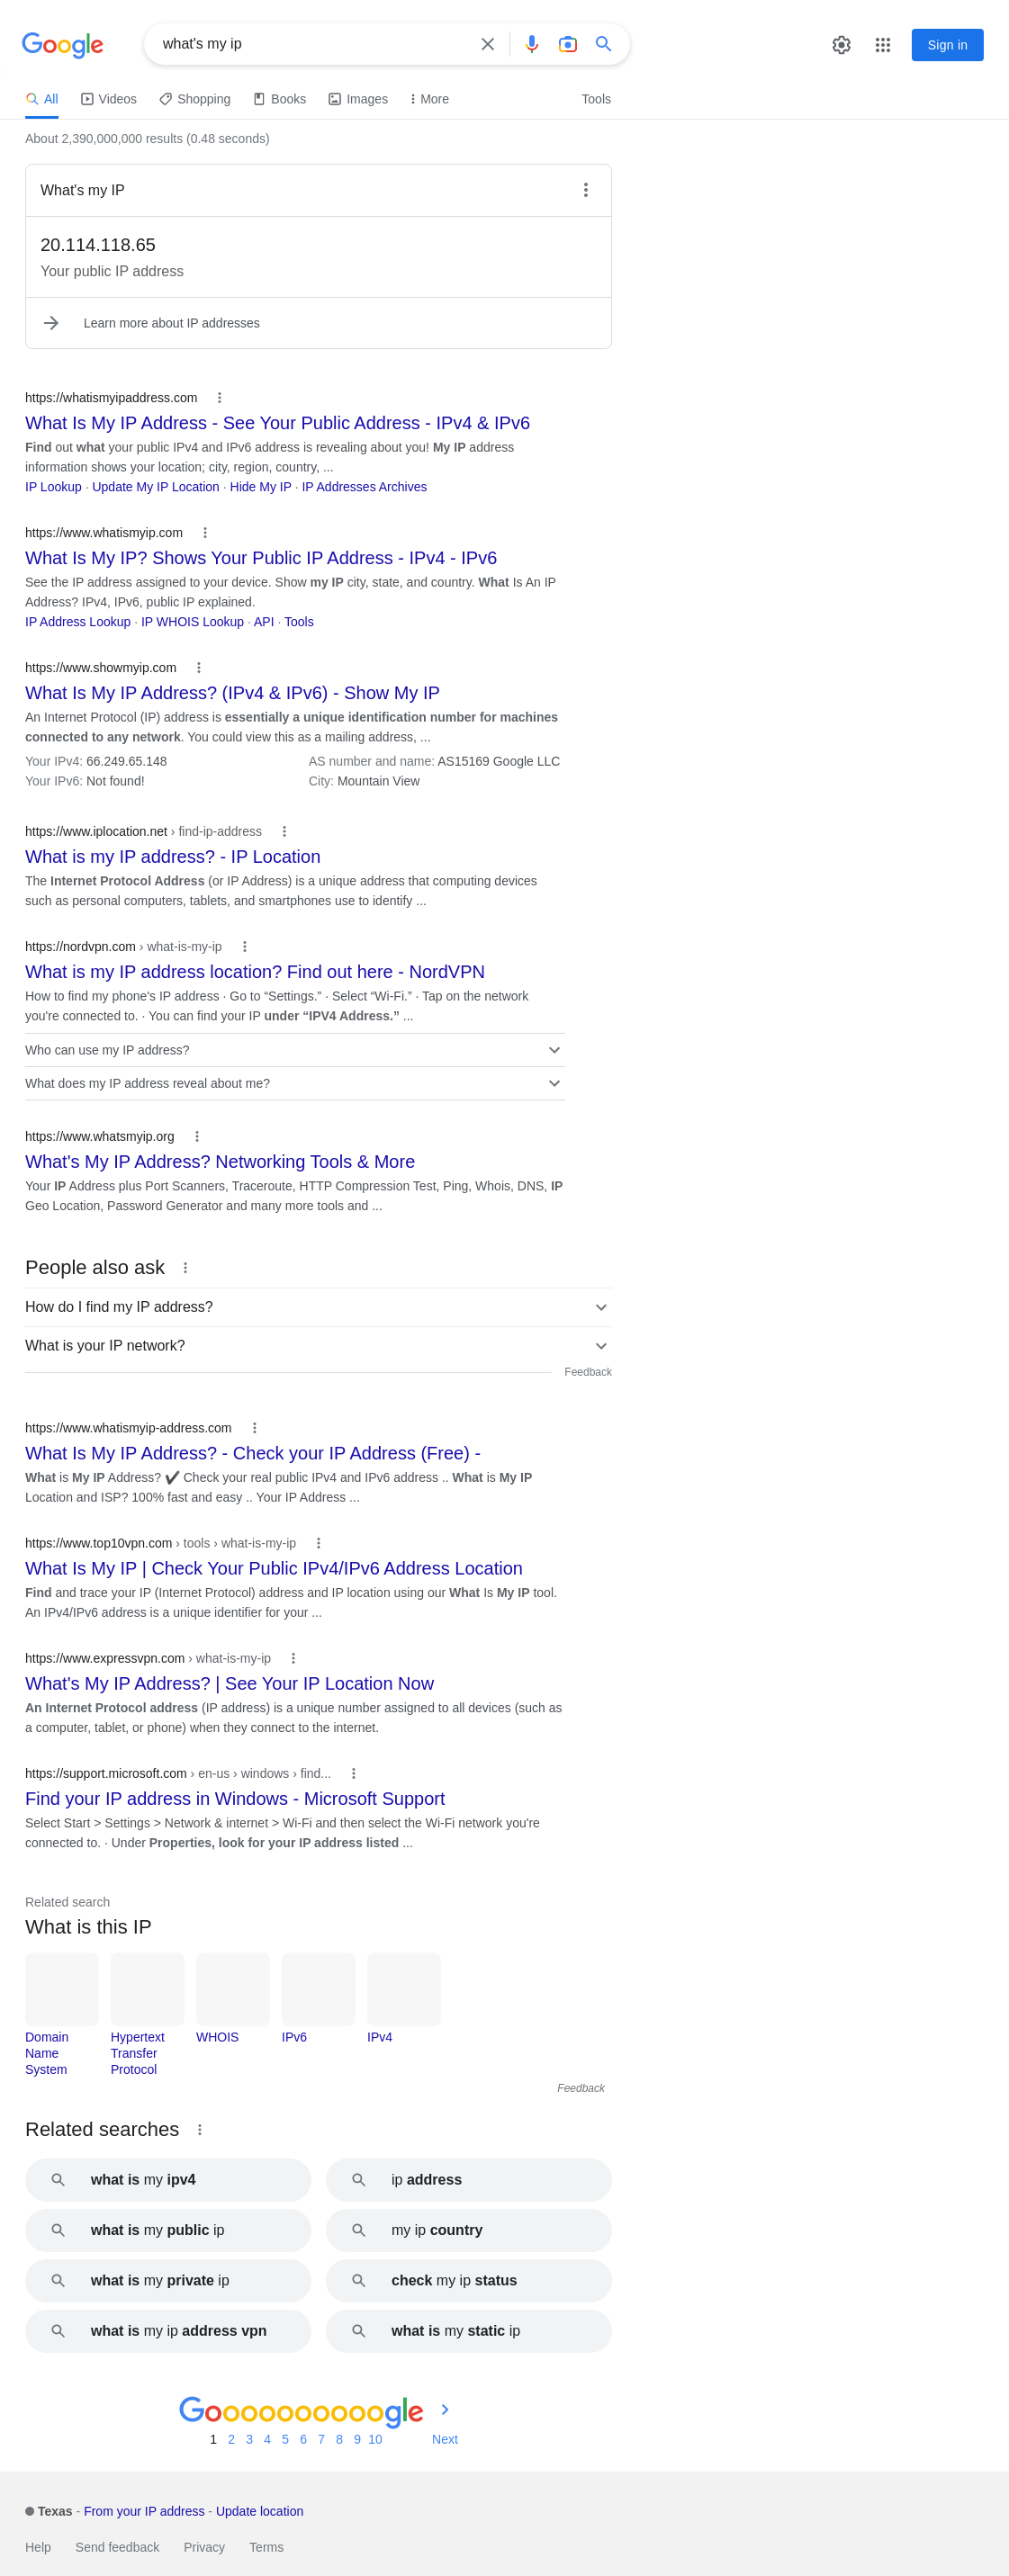 Google
what's my ip
Sign in
All Videos Shopping Books Images More Tools
About 2,390,000,000 results (0.48 seconds)
What's my IP
20.114.118.65
Your public IP address
Learn more about IP addresses
https://whatismyipaddress.com
What Is My IP Address - See Your Public Address - IPv4 & IPv6
Find out what your public IPv4 and IPv6 address is revealing about you! My IP address
information shows your location; city, region, country, ...
IP Lookup · Update My IP Location · Hide My IP · IP Addresses Archives
https://www.whatismyip.com
What Is My IP? Shows Your Public IP Address - IPv4 - IPv6
See the IP address assigned to your device. Show my IP city, state, and country. What Is An IP
Address? IPv4, IPv6, public IP explained.
IP Address Lookup · IP WHOIS Lookup · API · Tools
https://www.showmyip.com
What Is My IP Address? (IPv4 & IPv6) - Show My IP
An Internet Protocol (IP) address is essentially a unique identification number for machines
connected to any network. You could view this as a mailing address, ...
Your IPv4: 66.249.65.148 AS number and name: AS15169 Google LLC
Your IPv6: Not found! City: Mountain View
https://www.iplocation.net › find-ip-address
What is my IP address? - IP Location
The Internet Protocol Address (or IP Address) is a unique address that computing devices
such as personal computers, tablets, and smartphones use to identify ...
https://nordvpn.com › what-is-my-ip
What is my IP address location? Find out here - NordVPN
How to find my phone's IP address · Go to “Settings.” · Select “Wi-Fi.” · Tap on the network
you're connected to. · You can find your IP under “IPV4 Address.” ...
Who can use my IP address?
What does my IP address reveal about me?
https://www.whatsmyip.org
What's My IP Address? Networking Tools & More
Your IP Address plus Port Scanners, Traceroute, HTTP Compression Test, Ping, Whois, DNS, IP
Geo Location, Password Generator and many more tools and ...
People also ask
How do I find my IP address?
What is your IP network?
Feedback
https://www.whatismyip-address.com
What Is My IP Address? - Check your IP Address (Free) -
What is My IP Address? ✔️ Check your real public IPv4 and IPv6 address .. What is My IP
Location and ISP? 100% fast and easy .. Your IP Address ...
https://www.top10vpn.com › tools › what-is-my-ip
What Is My IP | Check Your Public IPv4/IPv6 Address Location
Find and trace your IP (Internet Protocol) address and IP location using our What Is My IP tool.
An IPv4/IPv6 address is a unique identifier for your ...
https://www.expressvpn.com › what-is-my-ip
What's My IP Address? | See Your IP Location Now
An Internet Protocol address (IP address) is a unique number assigned to all devices (such as
a computer, tablet, or phone) when they connect to the internet.
https://support.microsoft.com › en-us › windows › find...
Find your IP address in Windows - Microsoft Support
Select Start > Settings > Network & internet > Wi-Fi and then select the Wi-Fi network you're
connected to. · Under Properties, look for your IP address listed ...
Related search
What is this IP
Domain Name System
Hypertext Transfer Protocol
WHOIS
IPv6
IPv4
Feedback
Related searches
what is my ipv4
ip address
what is my public ip
my ip country
what is my private ip
check my ip status
what is my ip address vpn
what is my static ip
Goooooooooogle
1 2 3 4 5 6 7 8 9 10 Next
Texas - From your IP address - Update location
Help Send feedback Privacy Terms